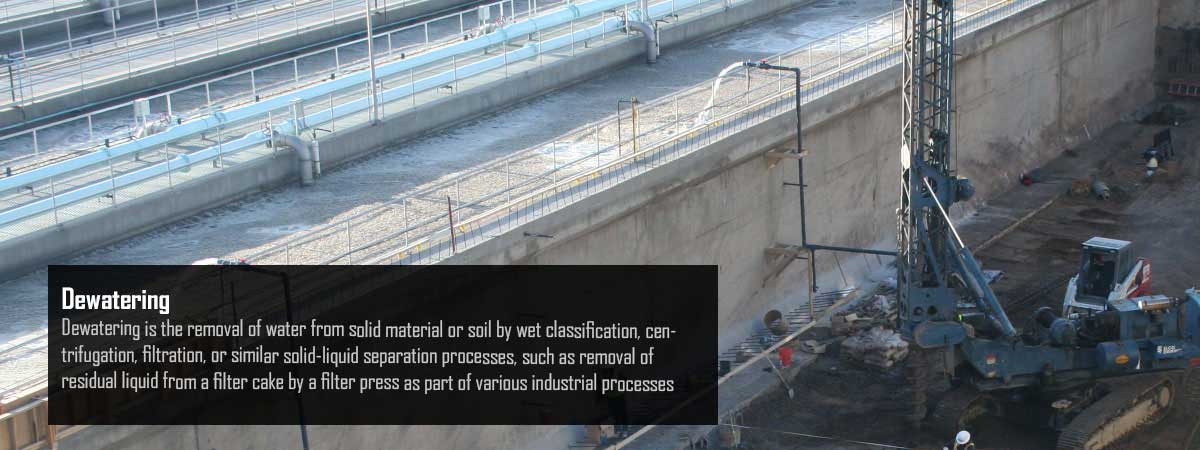 Dewatering
Dewatering is the removal of water from solid material or soil by wet classification, cen-
trifugation, filtration, or similar solid-liquid separation processes, such as removal of
residual liquid from a filter cake by a filter press as part of various industrial processes